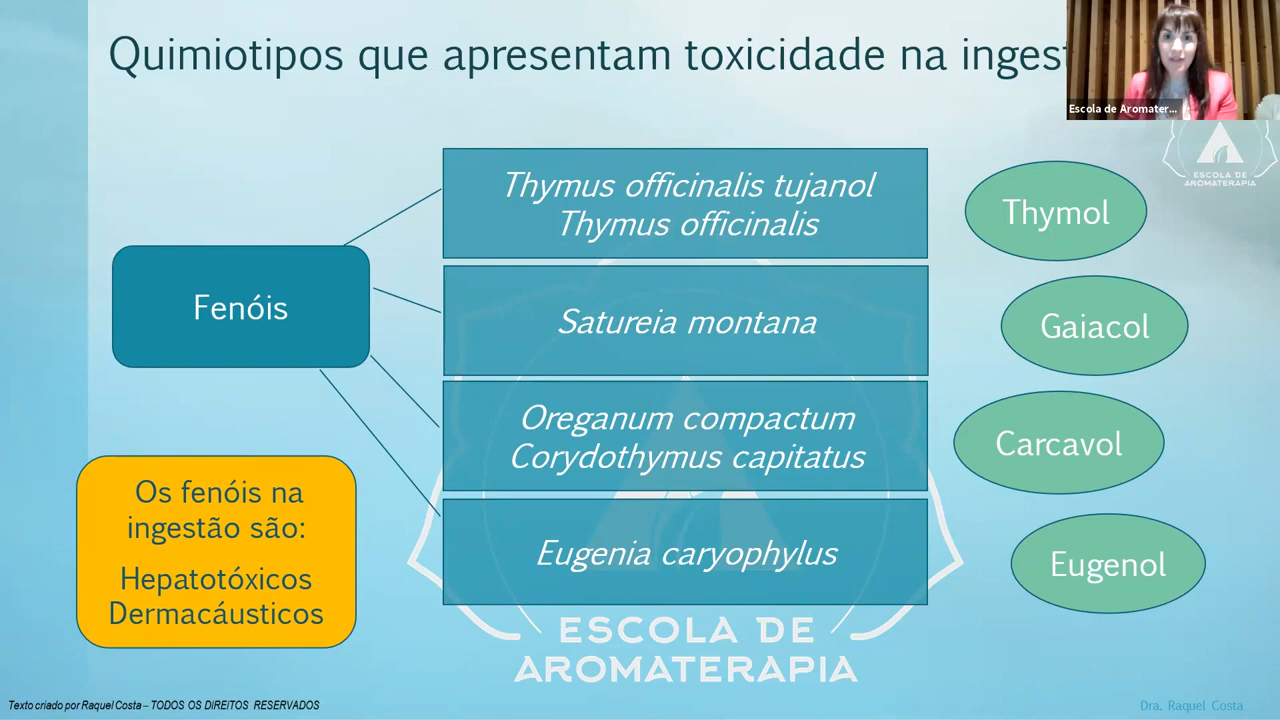 Quimiotipos que apresentam toxicidade na ingest
Escola de Aromater...
ESCOLA DE
AROMATERAPIA
Thymus officinalis tujanol
Thymus officinalis
Thymol
Fenóis
Satureia montana
Gaiacol
Oreganum compactum
Corydothymus capitatus
Carcavol
Os fenóis na
ingestão são:
Hepatotóxicos
Dermacáusticos
Eugenia caryophylus
Eugenol
ESCOLA DE
AROMATERAPIA
Texto criado por Raquel Costa – TODOS OS DIREITOS RESERVADOS
Dra. Raquel Costa